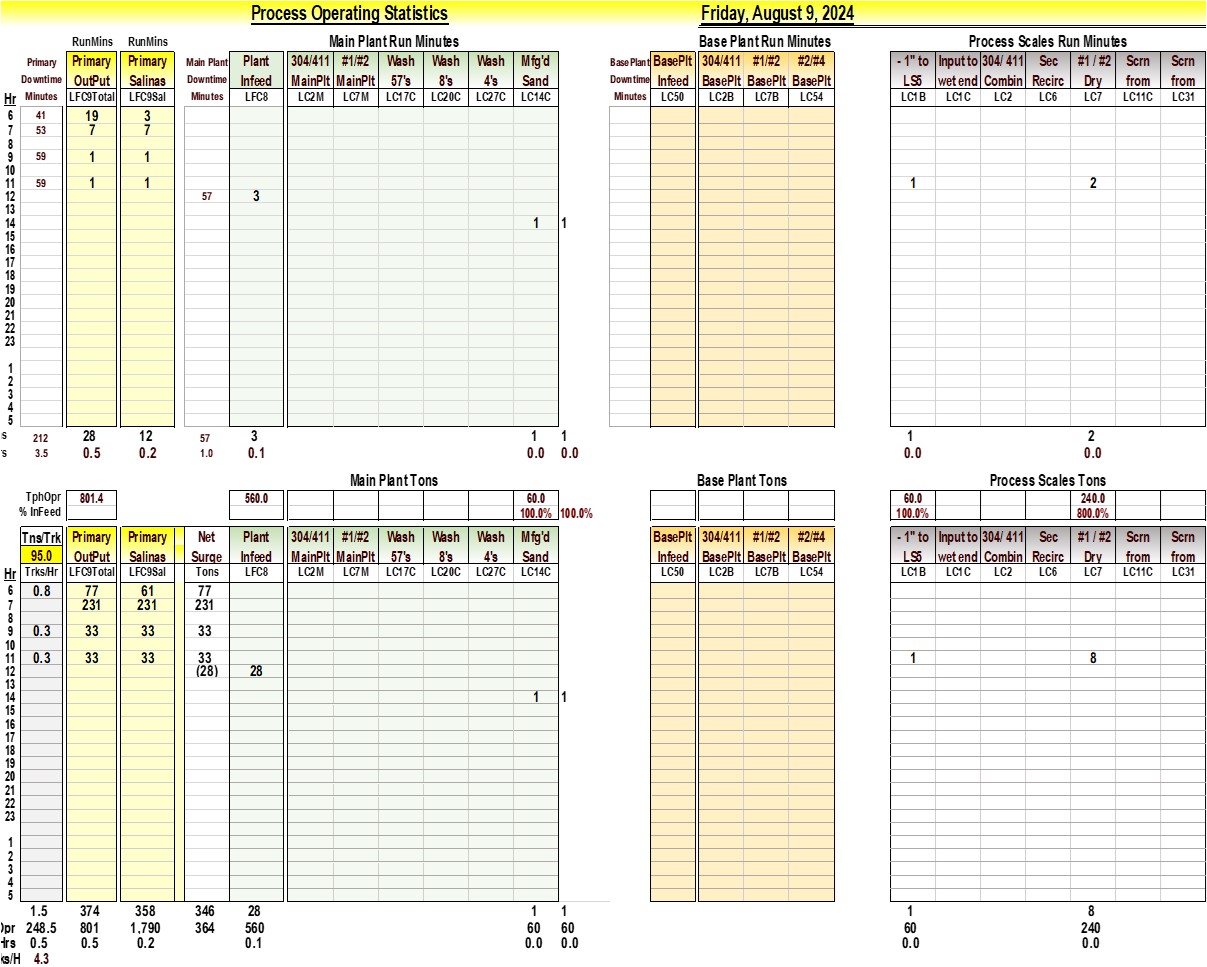 Process Operating Statistics Friday, August 9, 2024
RunMins RunMins Main Plant Run Minutes Base Plant Run Minutes Process Scales Run Minutes
Primary Primary Primary Main Plant Plant 304/411 #1/#2 Wash Wash Wash Mfg'd BasePlant BasePlt 304/411 #1/#2 #2/#4 - 1" to Input to 304/ 411 Sec #1 / #2 Scrn Scrn
Downtime OutPut Salinas Downtime Infeed MainPlt MainPlt 57's 8's 4's Sand Downtime Infeed BasePlt BasePlt BasePlt LS5 wet end Combin Recirc Dry from from
Hr Minutes LFC9Total LFC9Sal Minutes LFC8 LC2M LC7M LC17C LC20C LC27C LC14C Minutes LC50 LC2B LC7B LC54 LC1B LC1C LC2 LC6 LC7 LC11C LC31
6 41 19 3
7 53 7 7
8
9 59 1 1
10
11 59 1 1 1 2
12 57 3
13
14 1 1
15
16
17
18
19
20
21
22
23
1
2
3
4
5
s 212 28 12 57 3 1 1 1 2
's 3.5 0.5 0.2 1.0 0.1 0.0 0.0 0.0 0.0
Main Plant Tons Base Plant Tons Process Scales Tons
TphOpr 801.4 560.0 60.0 60.0 240.0
% InFeed 100.0% 100.0% 100.0% 800.0%
Tns/Trk Primary Primary Net Plant 304/411 #1/#2 Wash Wash Wash Mfg'd BasePlt 304/411 #1/#2 #2/#4 - 1" to Input to 304/ 411 Sec #1 / #2 Scrn Scrn
95.0 OutPut Salinas Surge Infeed MainPlt MainPlt 57's 8's 4's Sand Infeed BasePlt BasePlt BasePlt LS5 wet end Combin Recirc Dry from from
Hr Trks/Hr LFC9Total LFC9Sal Tons LFC8 LC2M LC7M LC17C LC20C LC27C LC14C LC50 LC2B LC7B LC54 LC1B LC1C LC2 LC6 LC7 LC11C LC31
6 0.8 77 61 77
7 231 231 231
8
9 0.3 33 33 33
10
11 0.3 33 33 33 1 8
12 (28) 28
13
14 1 1
15
16
17
18
19
20
21
22
23
1
2
3
4
5
1.5 374 358 346 28 1 1 1 8
Opr 248.5 801 1,790 364 560 60 60 60 240
Hrs 0.5 0.5 0.2 0.1 0.0 0.0 0.0 0.0
ks/H 4.3